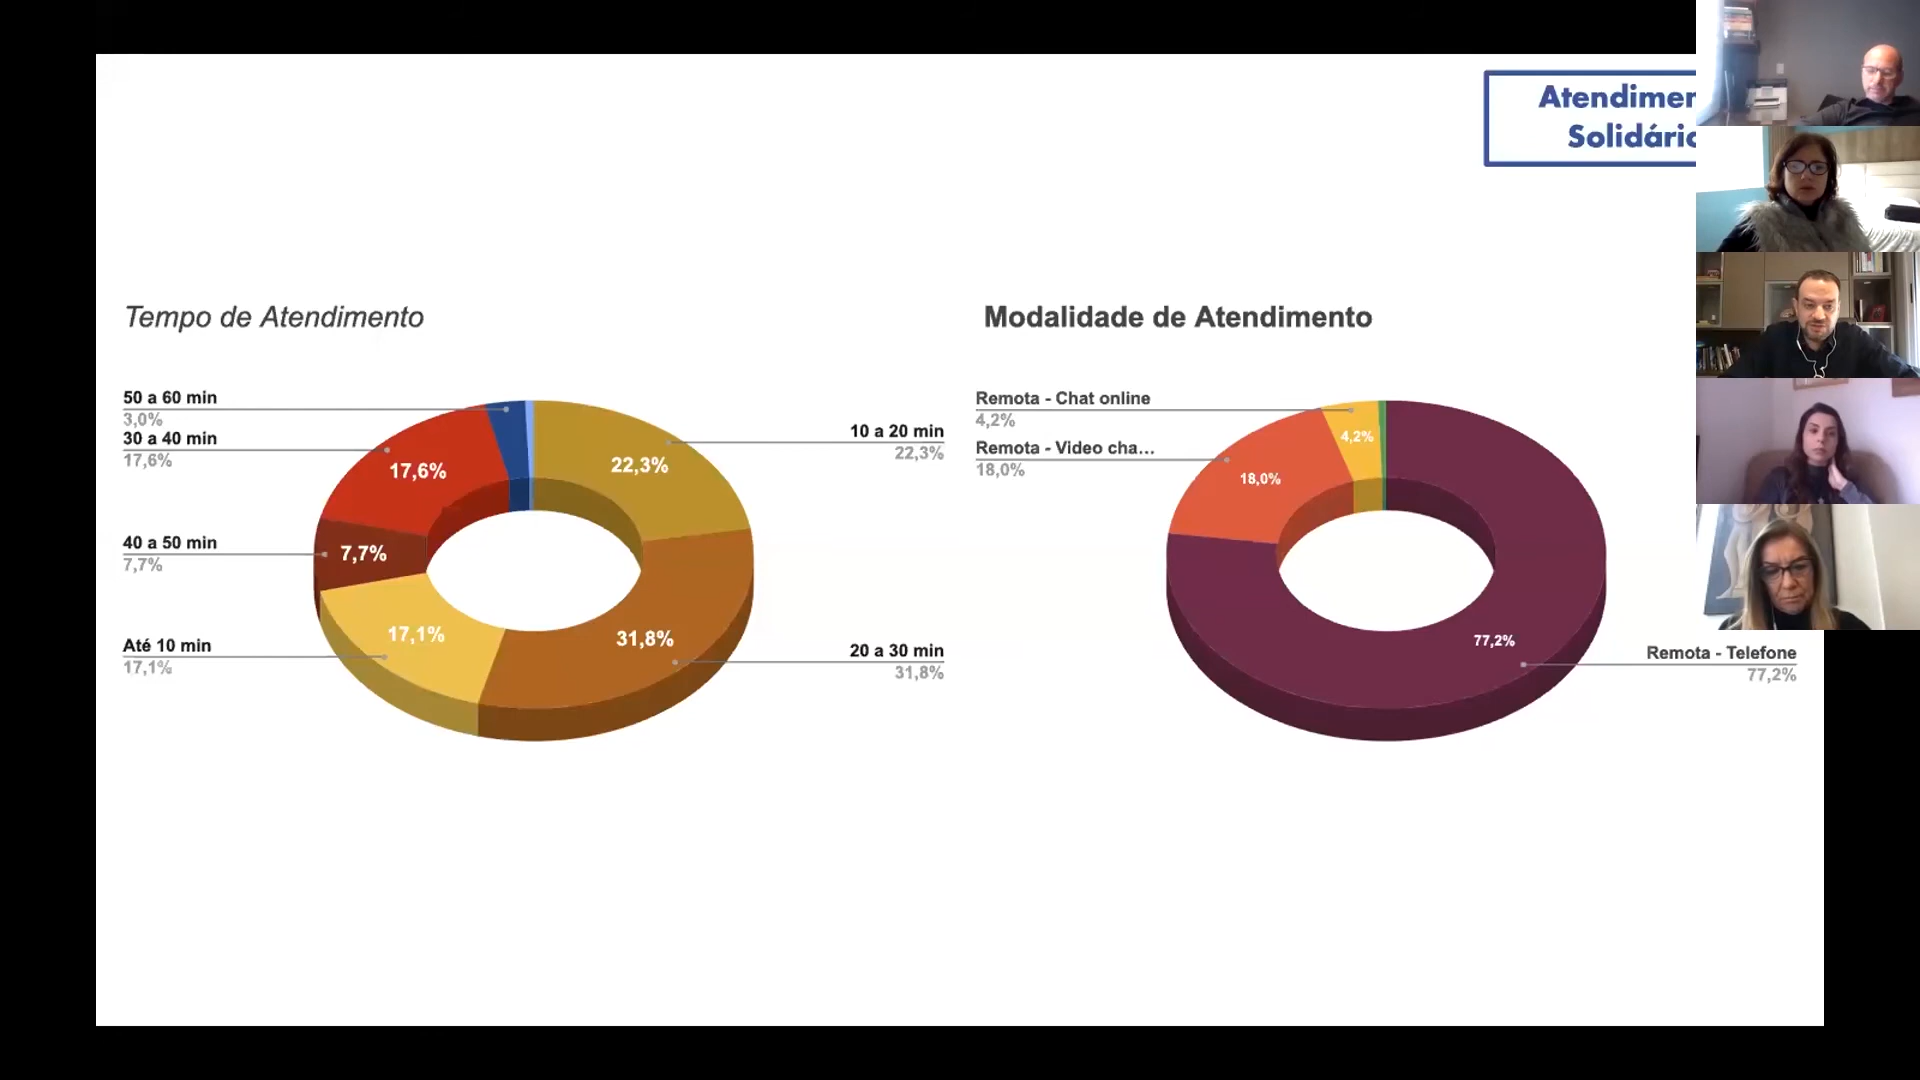 Atendimen
Solidário
Tempo de Atendimento
50 a 60 min
3,0%
30 a 40 min
17,6%
40 a 50 min
7,7%
Até 10 min
17,1%
10 a 20 min
22,3%
20 a 30 min
31,8%
17,6%
22,3%
7,7%
17,1%
31,8%
Modalidade de Atendimento
Remota - Chat online
4,2%
Remota - Video cha...
18,0%
Remota - Telefone
77,2%
4,2%
18,0%
77,2%